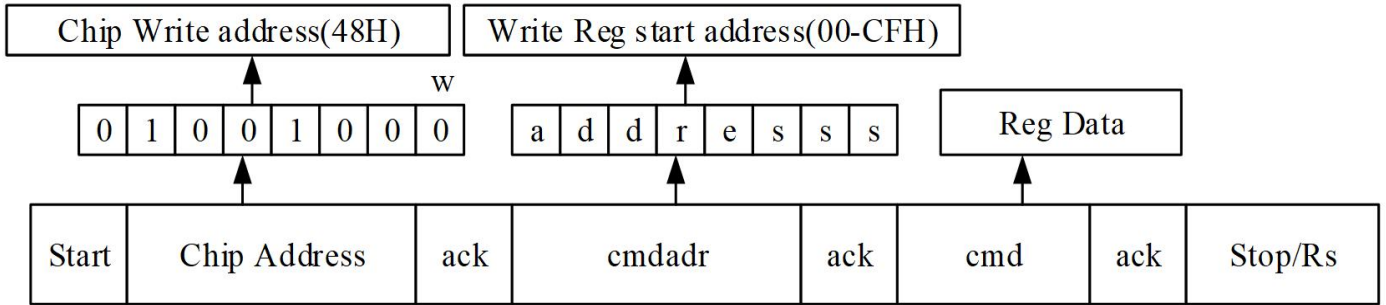 Chip Write address(48H)
Write Reg start address(00-CFH)
w
0 1 0 0 1 0 0 0
a d d r e s s s
Reg Data
Start
Chip Address
ack
cmdadr
ack
cmd
ack
Stop/Rs